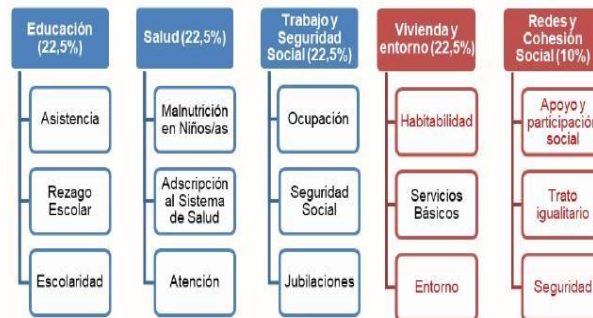 Educación
(22,5%)
Asistencia
Rezago
Escolar
Escolaridad
Salud (22,5%)
Malnutrición
en Niños/as
Adscripción
al Sistema
de Salud
Atención
Trabajo y
Seguridad
Social (22,5%)
Ocupación
Seguridad
Social
Jubilaciones
Vivienda y
entorno (22,5%)
Habitabilidad
Servicios
Básicos
Entorno
Redes y
Cohesión
Social (10%)
Apoyo y
participación
social
Trato
igualitario
Seguridad